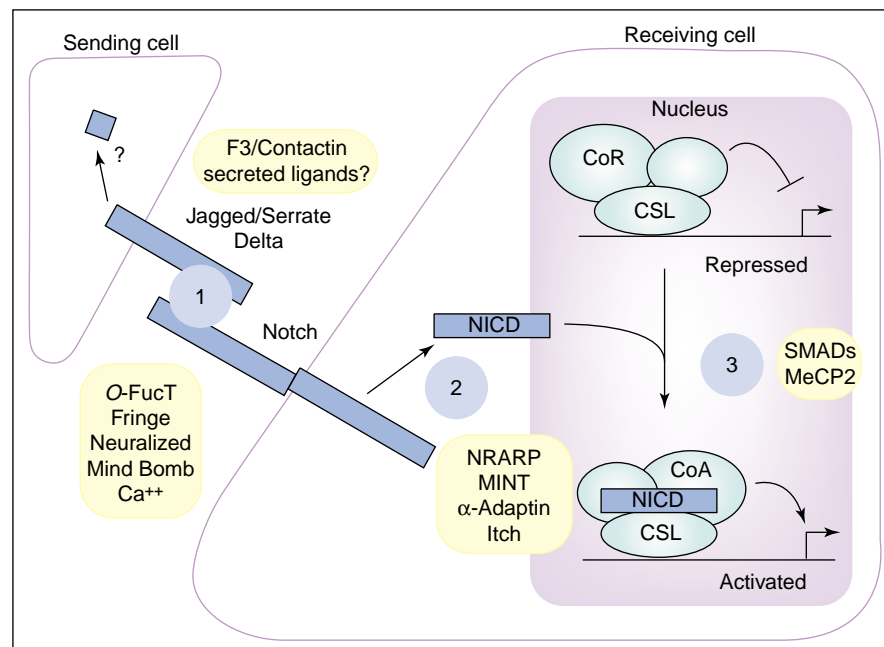 Sending cell
Receiving cell
?
F3/Contactin
secreted ligands?
Jagged/Serrate
Delta
1
Notch
O-FucT
Fringe
Neuralized
Mind Bomb
Ca++
NICD
2
NRARP
MINT
α-Adaptin
Itch
Nucleus
CoR
CSL
Repressed
3
SMADs
MeCP2
CoA
NICD
CSL
Activated